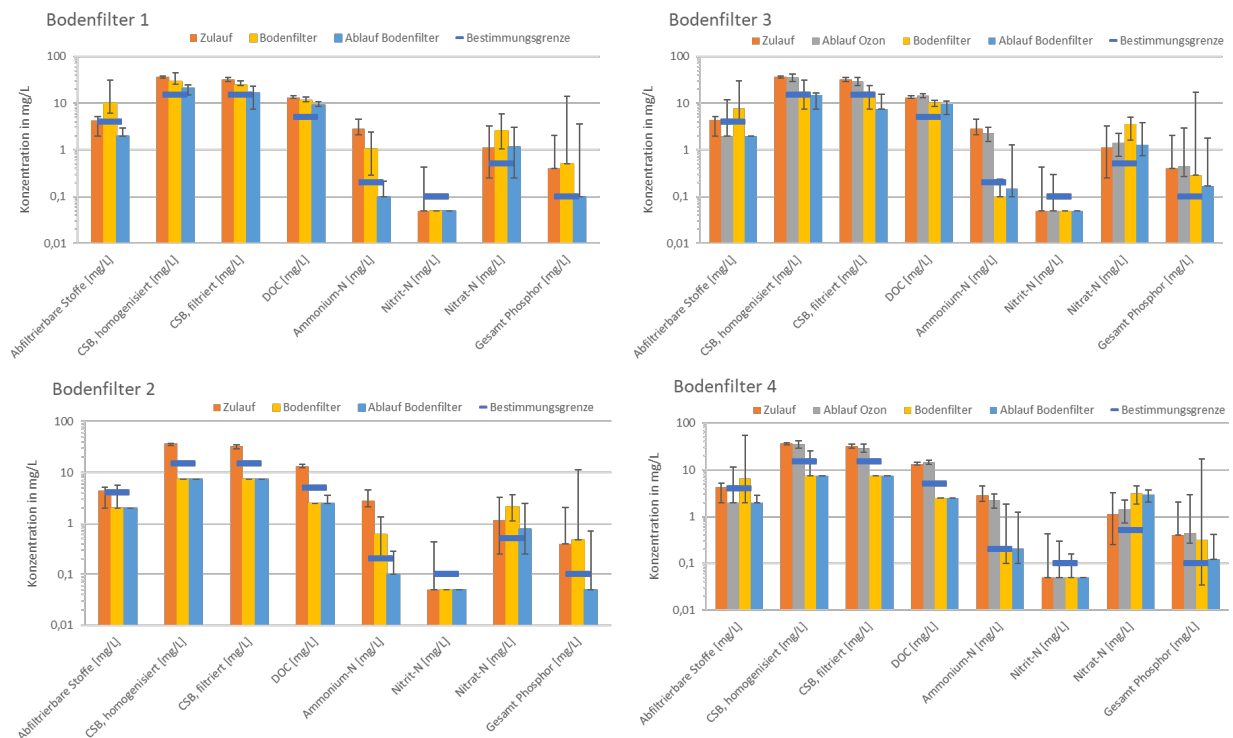 Bodenfilter 1
Zulauf Bodenfilter Ablauf Bodenfilter Bestimmungsgrenze
Konzentration in mg/L
100
10
1
0,1
0,01
Abfiltrierbare Stoffe [mg/L]
CSB, homogenisiert [mg/L]
CSB, filtriert [mg/L]
DOC [mg/L]
Ammonium-N [mg/L]
Nitrit-N [mg/L]
Nitrat-N [mg/L]
Gesamt Phosphor [mg/L]
Bodenfilter 3
Zulauf Ablauf Ozon Bodenfilter Ablauf Bodenfilter Bestimmungsgrenze
Konzentration in mg/L
100
10
1
0,1
0,01
Abfiltrierbare Stoffe [mg/L]
CSB, homogenisiert [mg/L]
CSB, filtriert [mg/L]
DOC [mg/L]
Ammonium-N [mg/L]
Nitrit-N [mg/L]
Nitrat-N [mg/L]
Gesamt Phosphor [mg/L]
Bodenfilter 2
Zulauf Bodenfilter Ablauf Bodenfilter Bestimmungsgrenze
Konzentration in mg/L
100
10
1
0,1
0,01
Abfiltrierbare Stoffe [mg/L]
CSB, homogenisiert [mg/L]
CSB, filtriert [mg/L]
DOC [mg/L]
Ammonium-N [mg/L]
Nitrit-N [mg/L]
Nitrat-N [mg/L]
Gesamt Phosphor [mg/L]
Bodenfilter 4
Zulauf Ablauf Ozon Bodenfilter Ablauf Bodenfilter Bestimmungsgrenze
Konzentration in mg/L
100
10
1
0,1
0,01
Abfiltrierbare Stoffe [mg/L]
CSB, homogenisiert [mg/L]
CSB, filtriert [mg/L]
DOC [mg/L]
Ammonium-N [mg/L]
Nitrit-N [mg/L]
Nitrat-N [mg/L]
Gesamt Phosphor [mg/L]